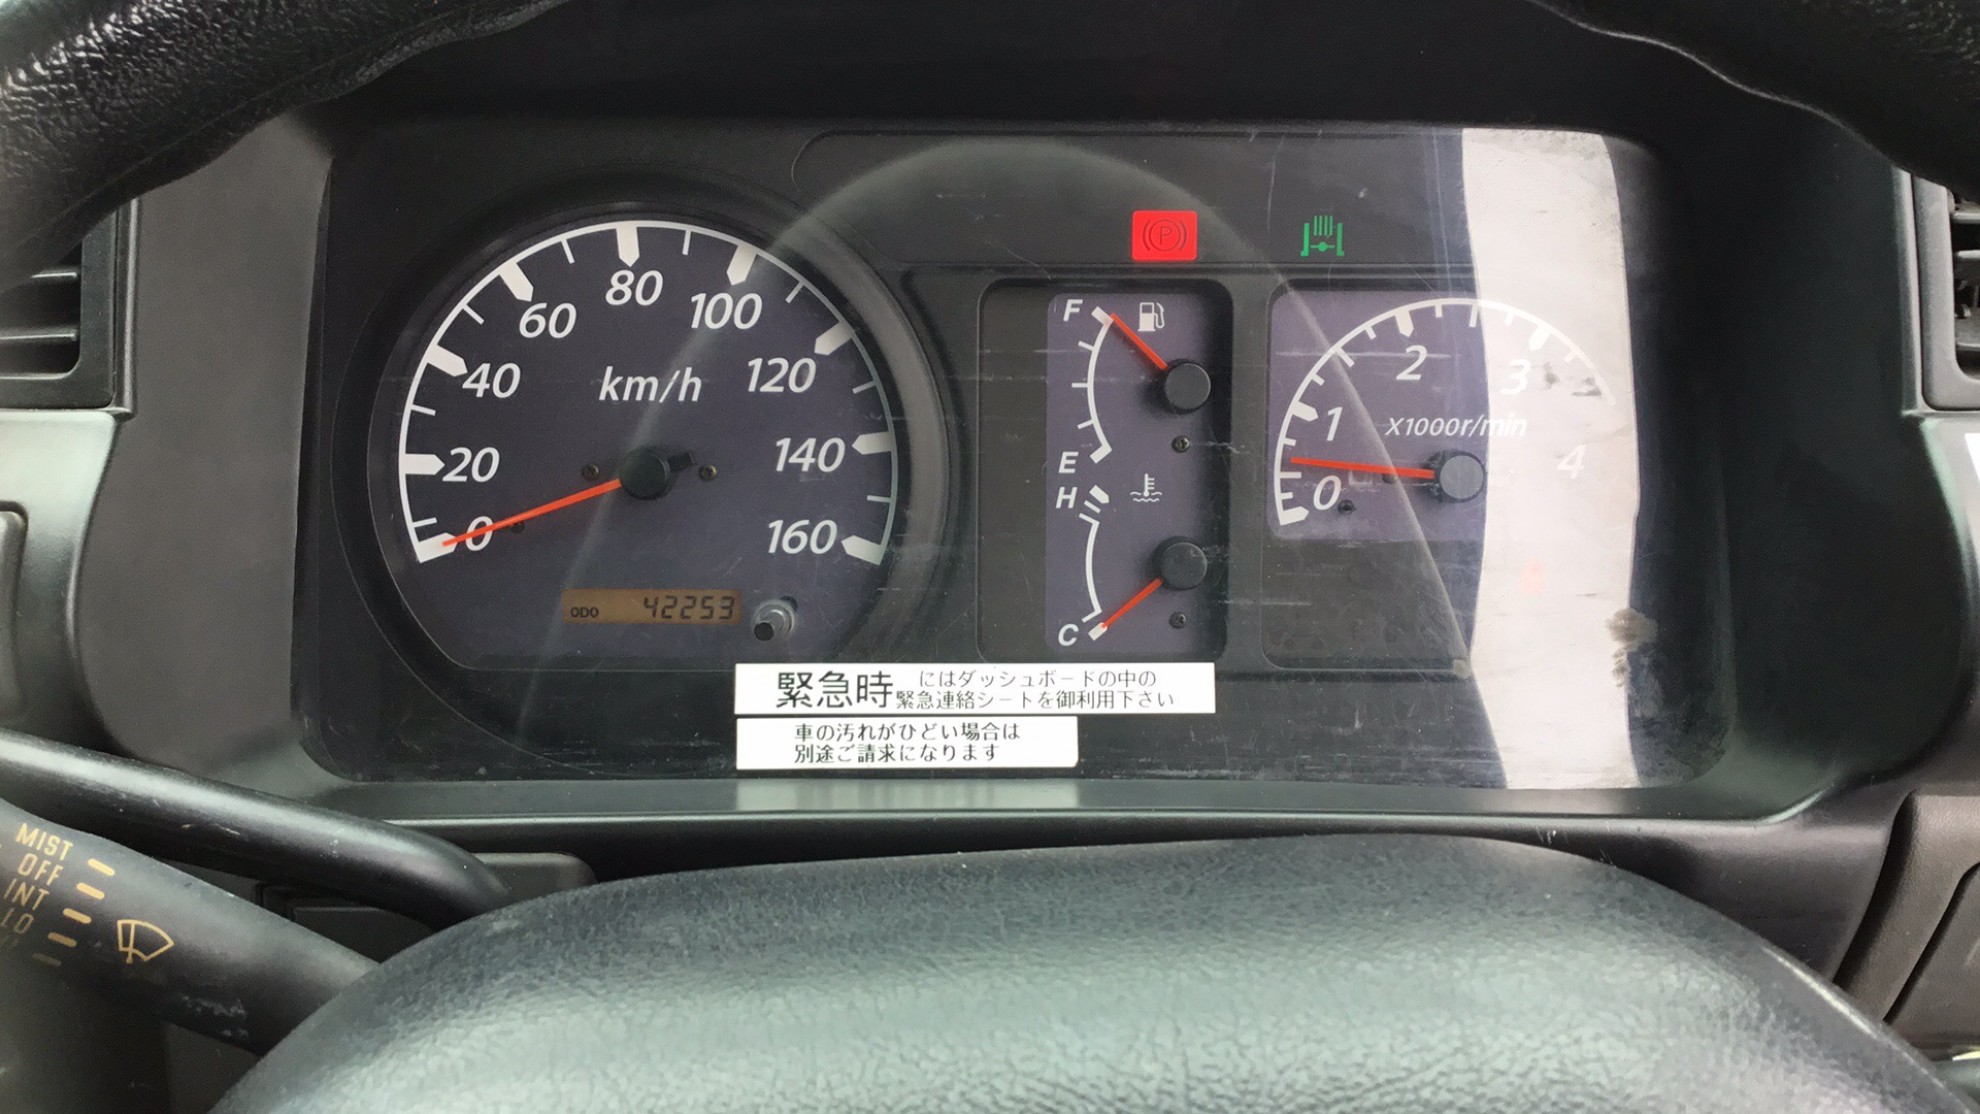 80
60
100
40
km/h
120
20
140
0
160
ODO 42253
(P)
F
E
H
C
2
3
1
X1000r/min
4
0
緊急時 にはダッシュボードの中の
緊急連絡シートを御利用下さい
車の汚れがひどい場合は
別途ご請求になります
MIST
OFF
INT
LO